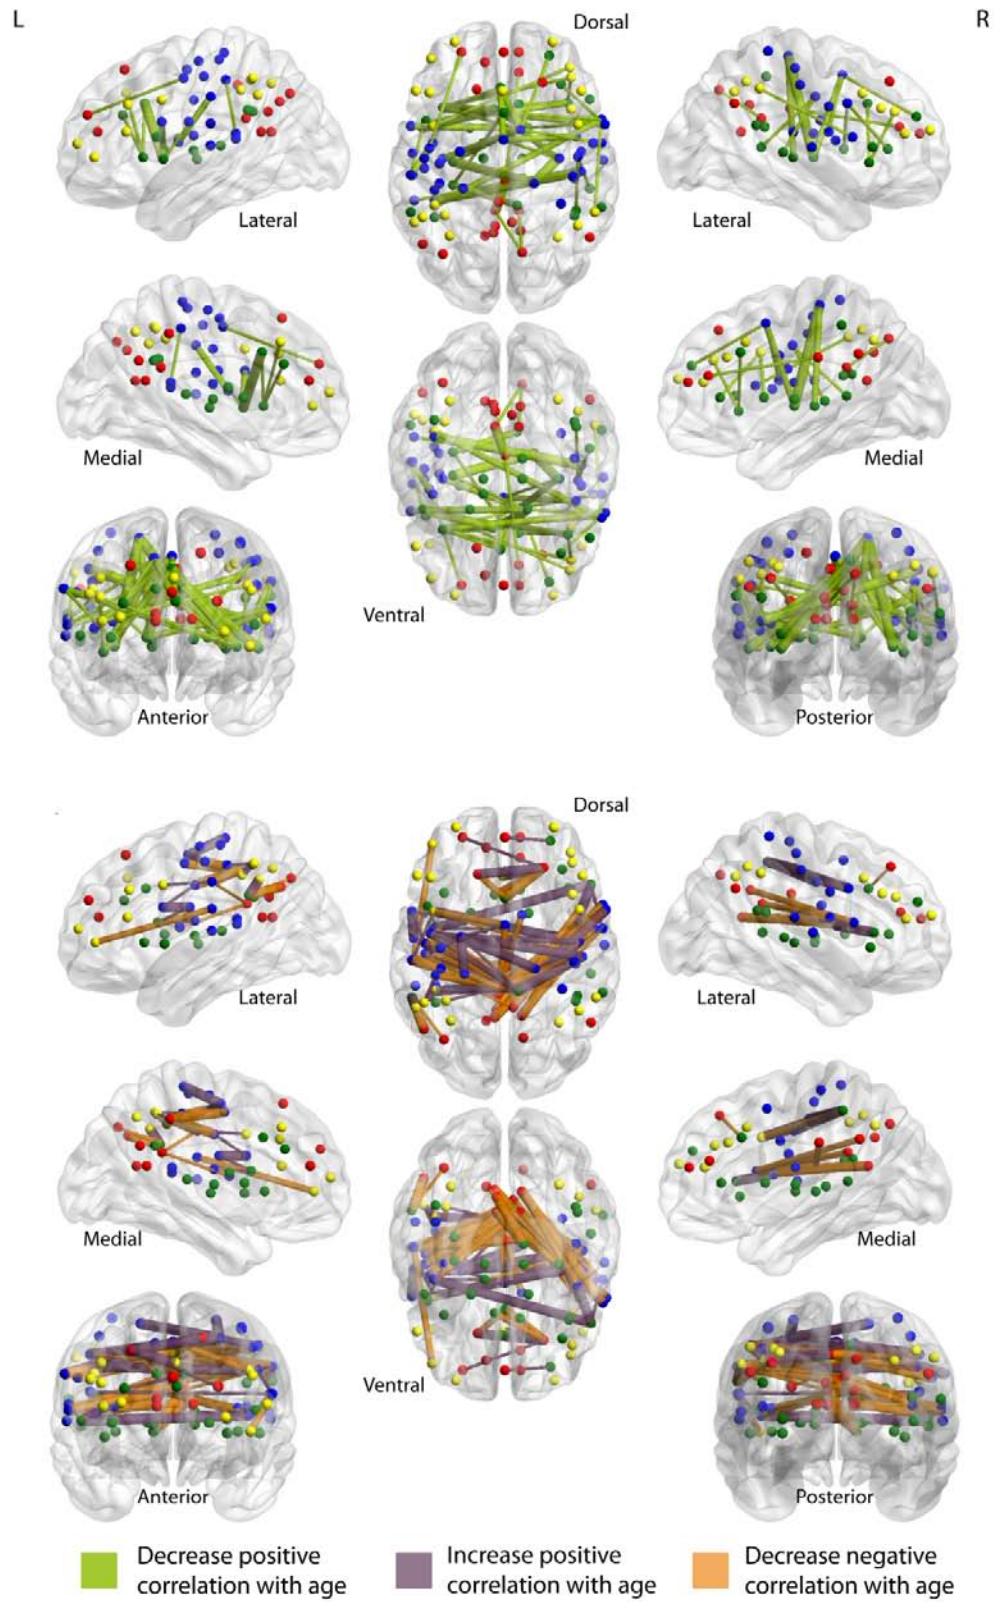 L
Dorsal
R
Lateral
Lateral
Medial
Medial
Ventral
Anterior
Posterior
Dorsal
Lateral
Lateral
Medial
Medial
Ventral
Anterior
Posterior
Decrease positive
correlation with age
Increase positive
correlation with age
Decrease negative
correlation with age